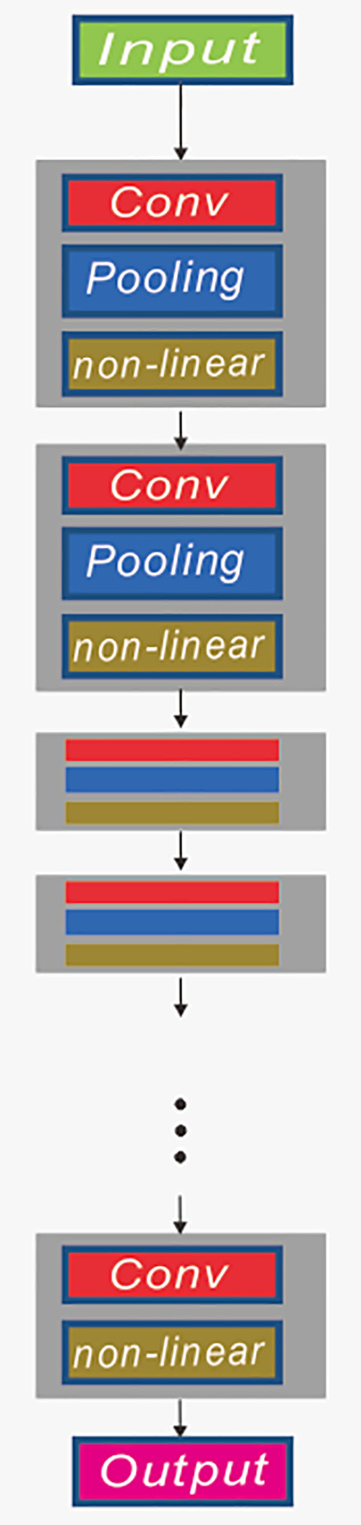 Input
Conv
Pooling
non-linear
Conv
Pooling
non-linear
Conv
non-linear
Output